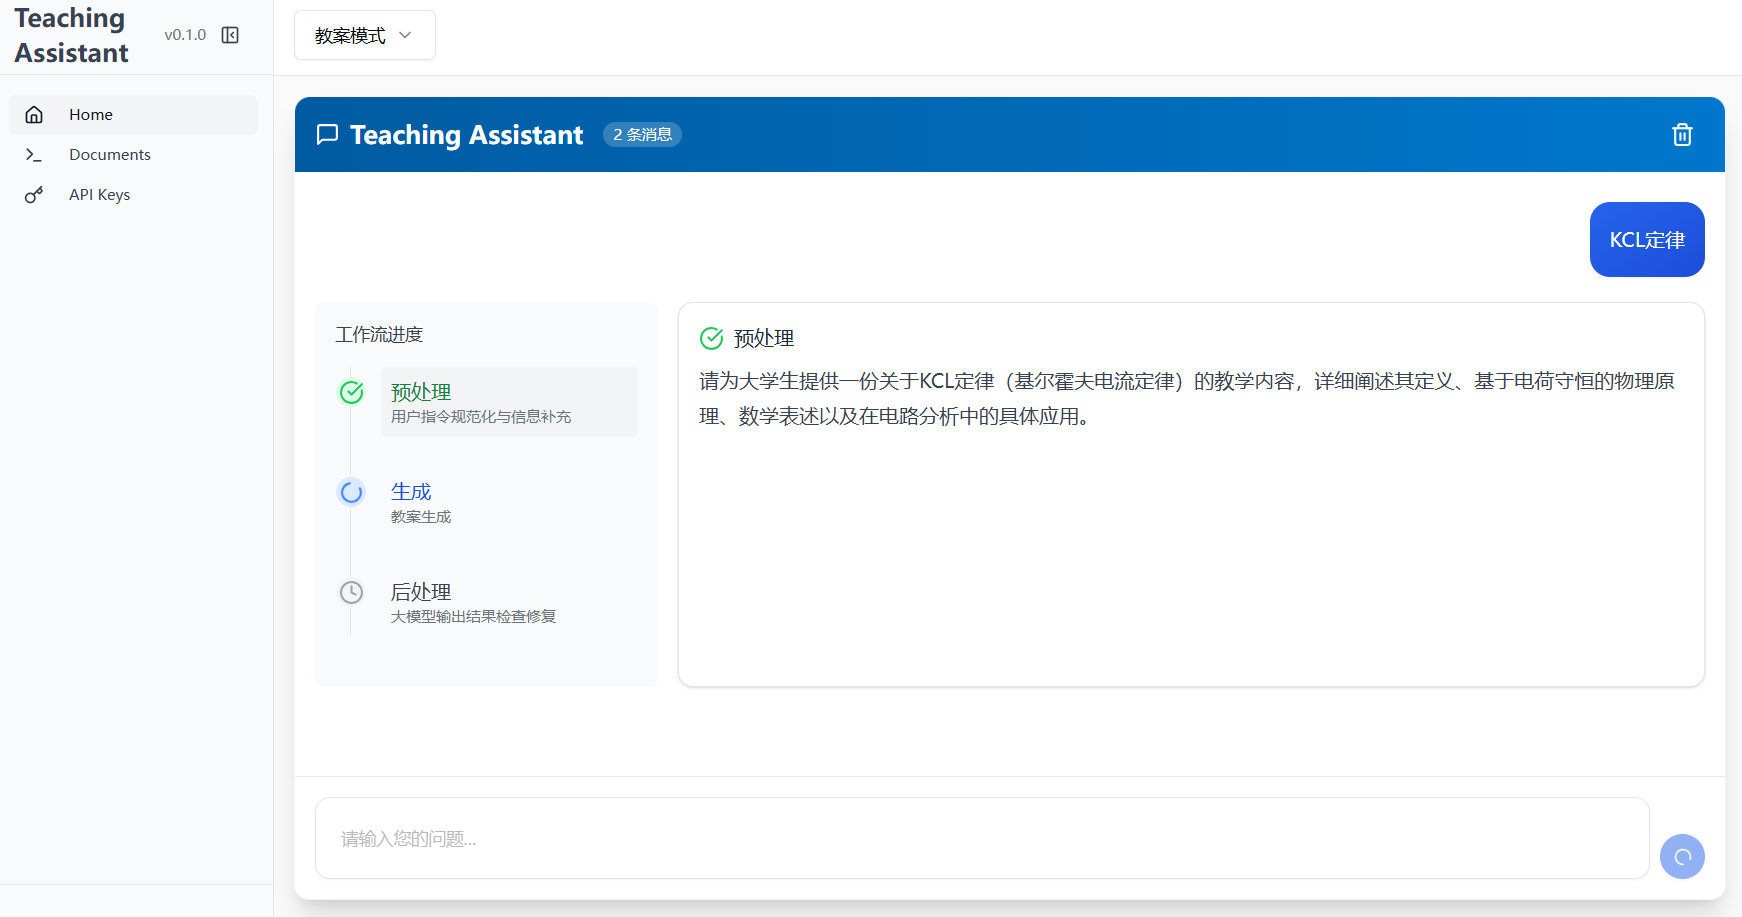 Teaching
Assistant
v0.1.0
Home
Documents
API Keys
教案模式
Teaching Assistant
2 条消息
KCL定律
工作流进度
预处理
用户指令规范化与信息补充
生成
教案生成
后处理
大模型输出结果检查修复
预处理
请为大学生提供一份关于KCL定律（基尔霍夫电流定律）的教学内容，详细阐述其定义、基于电荷守恒的物理原
理、数学表述以及在电路分析中的具体应用。
请输入您的问题...